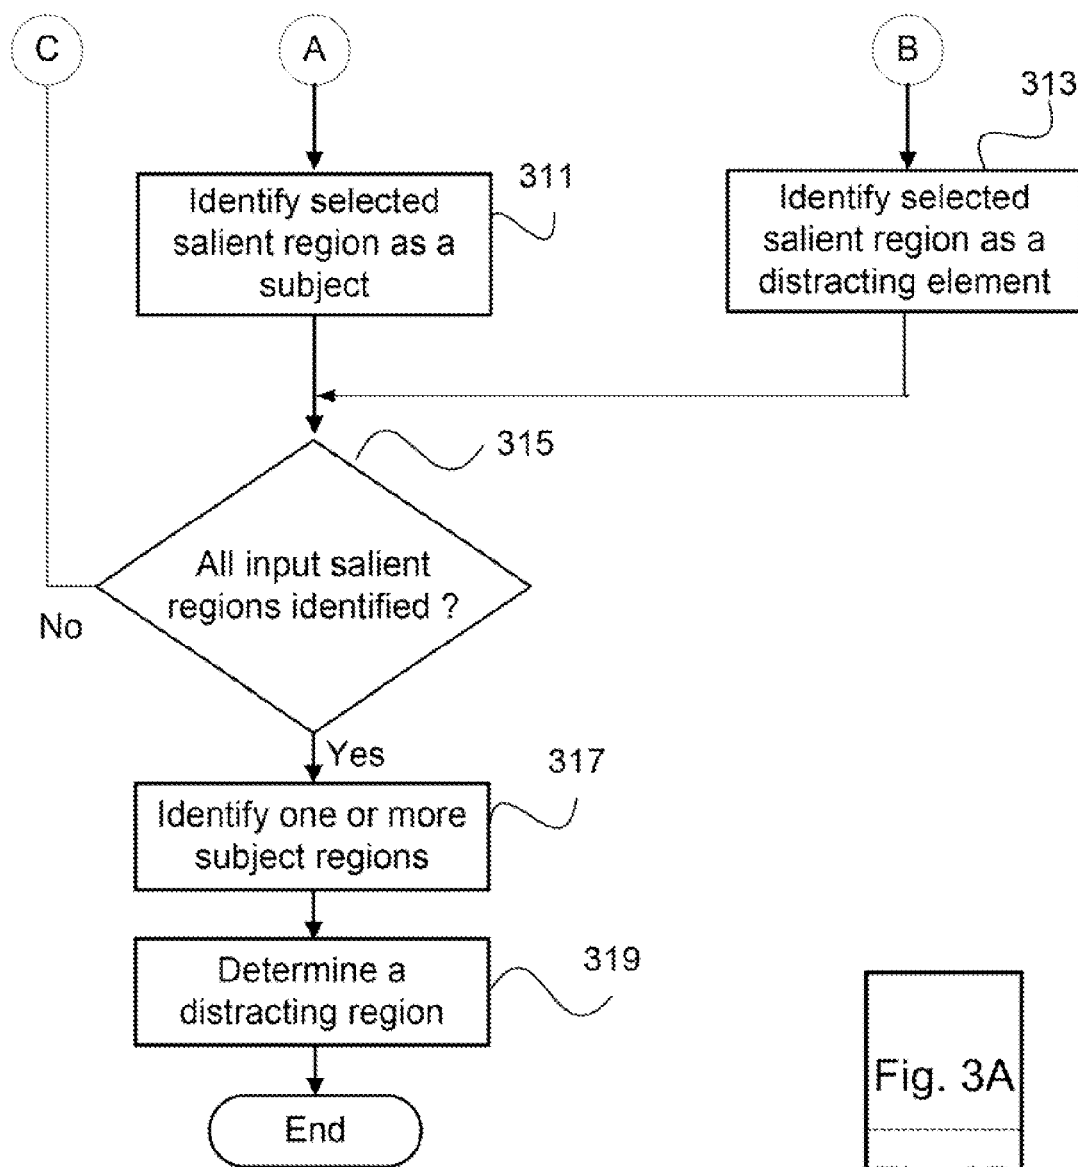 C
A
B
313
311
Identify selected
salient region as a
subject
Identify selected
salient region as a
distracting element
315
All input salient
regions identified ?
No
Yes
317
Identify one or more
subject regions
319
Determine a
distracting region
Fig. 3A
End